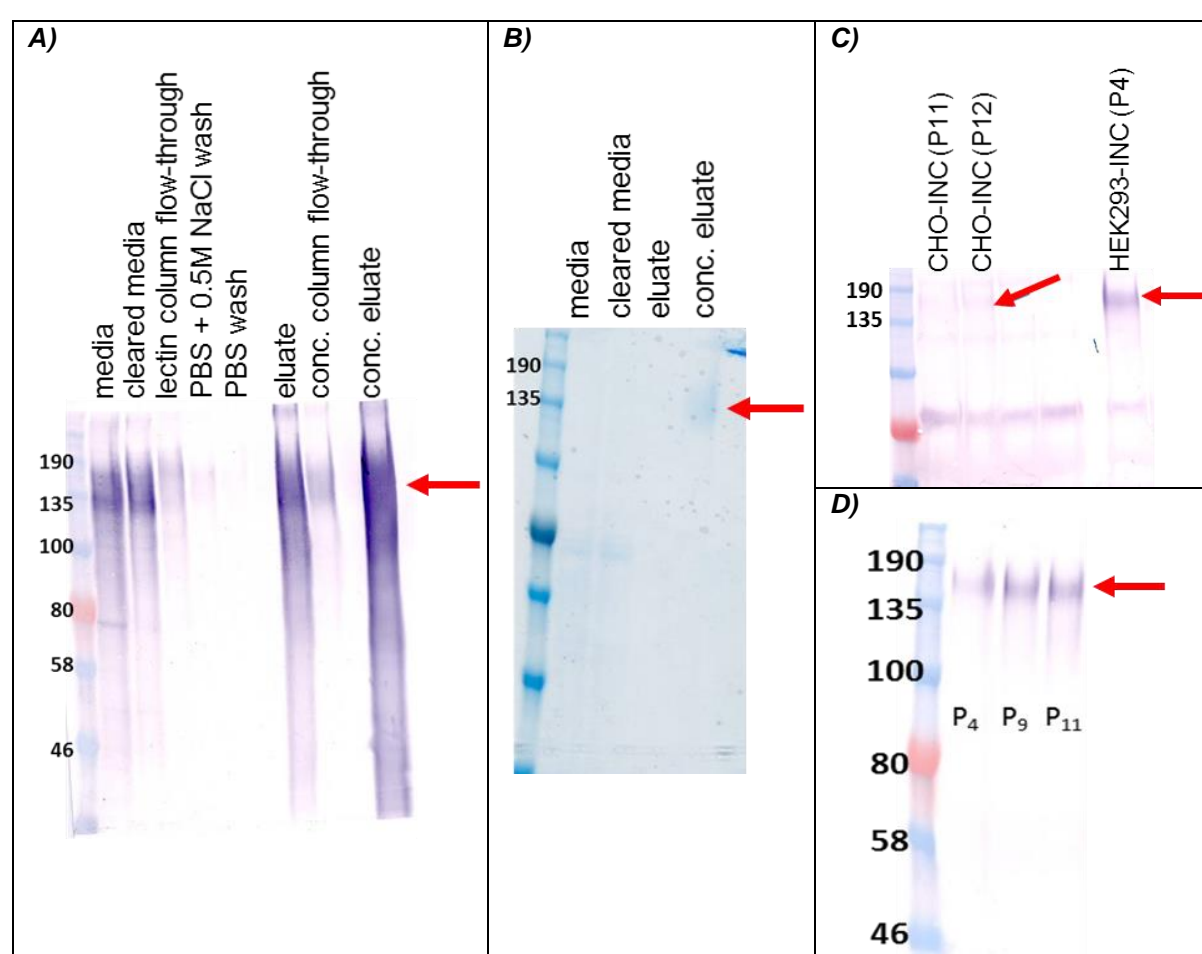 A)
media
cleared media
lectin column flow-through
PBS + 0.5M NaCl wash
PBS wash
eluate
conc. column flow-through
conc. eluate
190
135
100
80
58
46
B)
media
cleared media
eluate
conc. eluate
190
135
C)
CHO-INC (P11)
CHO-INC (P12)
HEK293-INC (P4)
190
135
D)
190
135
100
P₄ P₉ P₁₁
80
58
46